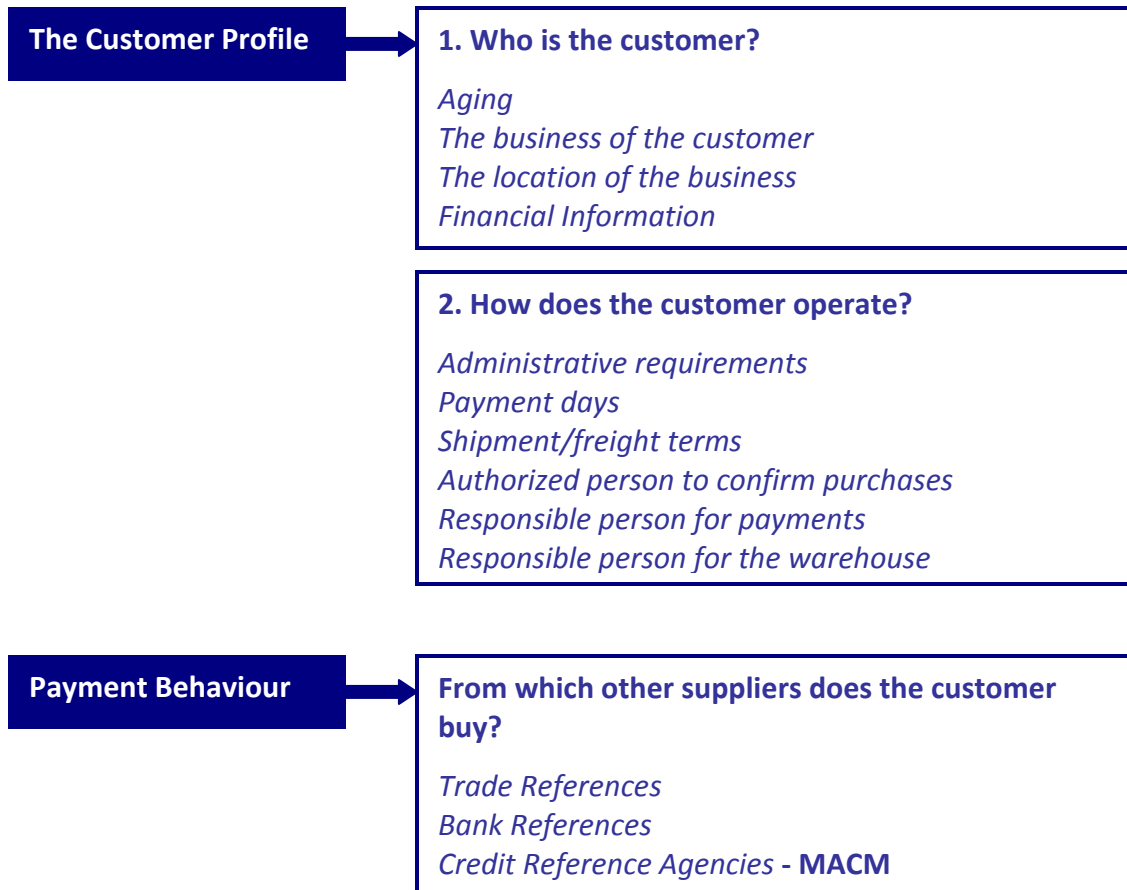 The Customer Profile
1. Who is the customer?
Aging
The business of the customer
The location of the business
Financial Information
2. How does the customer operate?
Administrative requirements
Payment days
Shipment/freight terms
Authorized person to confirm purchases
Responsible person for payments
Responsible person for the warehouse
Payment Behaviour
From which other suppliers does the customer
buy?
Trade References
Bank References
Credit Reference Agencies - MACM